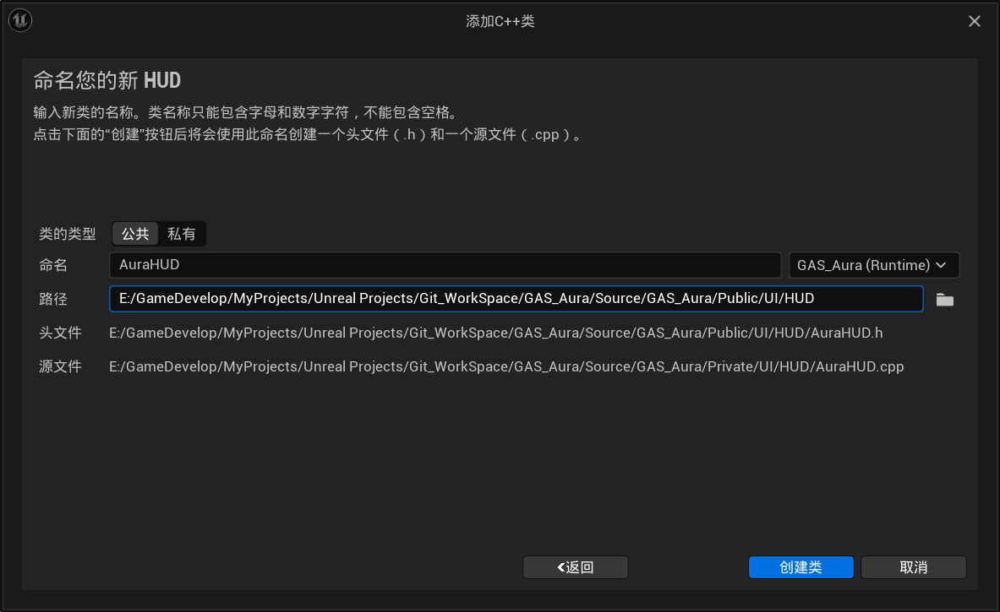 添加C++类
命名您的新 HUD
输入新类的名称。类名称只能包含字母和数字字符，不能包含空格。
点击下面的“创建”按钮后将会使用此命名创建一个头文件（.h）和一个源文件（.cpp）。
类的类型 公共 私有
命名 AuraHUD GAS_Aura (Runtime)
路径 E:/GameDevelop/MyProjects/Unreal Projects/Git_WorkSpace/GAS_Aura/Source/GAS_Aura/Public/UI/HUD
头文件 E:/GameDevelop/MyProjects/Unreal Projects/Git_WorkSpace/GAS_Aura/Source/GAS_Aura/Public/UI/HUD/AuraHUD.h
源文件 E:/GameDevelop/MyProjects/Unreal Projects/Git_WorkSpace/GAS_Aura/Source/GAS_Aura/Private/UI/HUD/AuraHUD.cpp
返回 创建类 取消